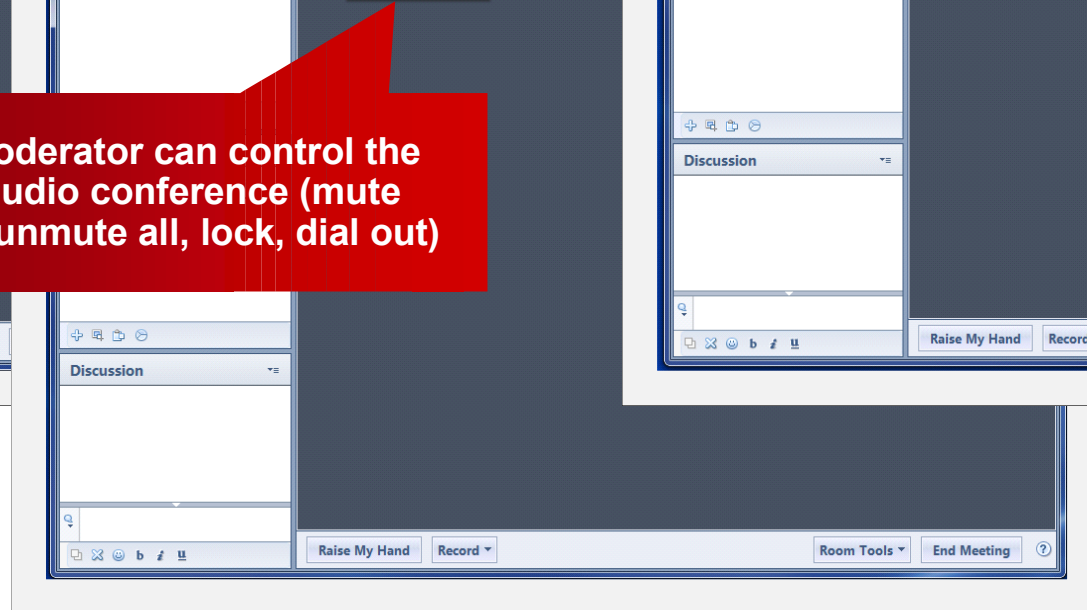 oderator can control the
udio conference (mute
unmute all, lock, dial out)
Discussion
b i u
Raise My Hand Record
Room Tools End Meeting ?
Discussion
b i u
Raise My Hand Record